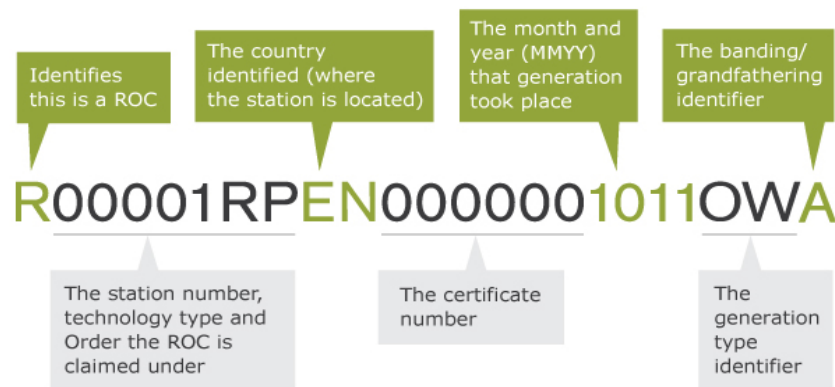 Identifies
this is a ROC
The country
identified (where
the station is located)
The month and
year (MMYY)
that generation
took place
The banding/
grandfathering
identifier
R00001RPEN0000001011OWA
The station number,
technology type and
Order the ROC is
claimed under
The certificate
number
The
generation
type
identifier